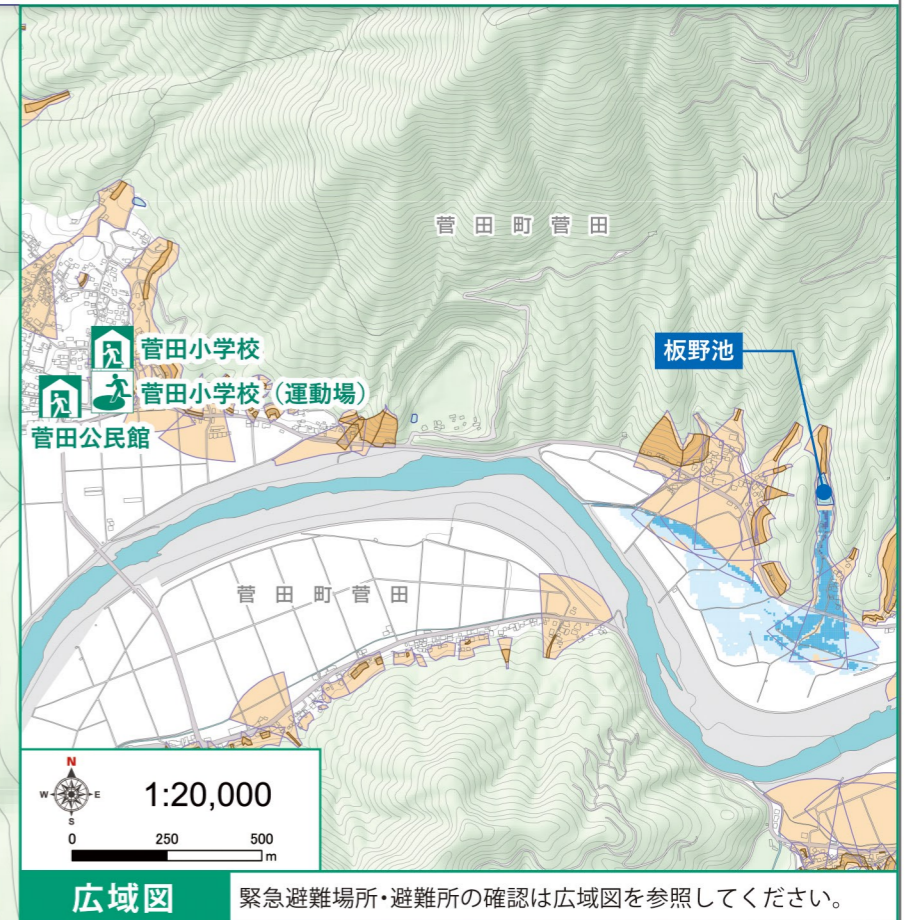 菅田町菅田
板野池
菅田小学校
菅田小学校（運動場）
菅田公民館
菅田町菅田
N
W
E
S
1:20,000
0 250 500
m
広域図
緊急避難場所・避難所の確認は広域図を参照してください。